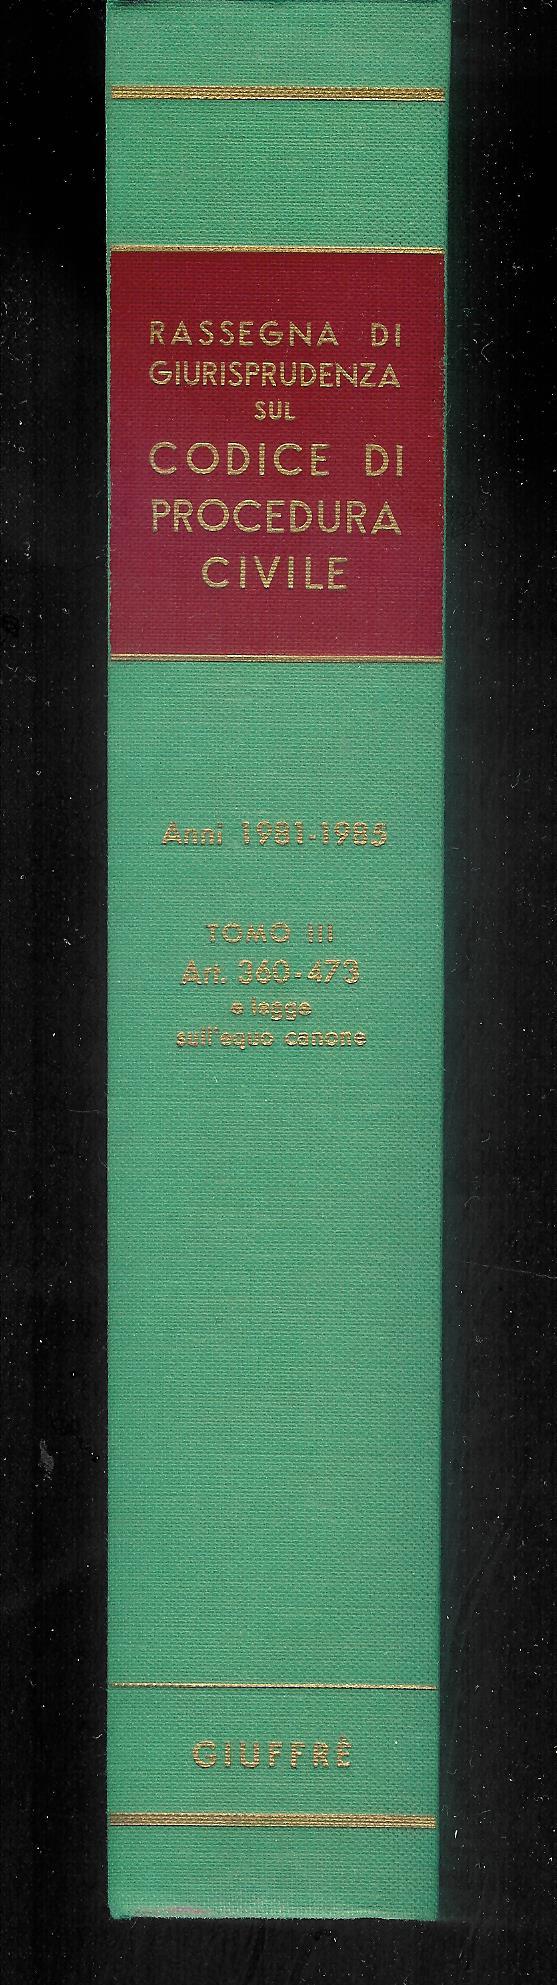 RASSEGNA DI
GIURISPRUDENZA
SUL
CODICE DI
PROCEDURA
CIVILE
Anni 1981-1985
TOMO III
Art. 360-473
e legge
sull'equo canone
GIUFFRÈ